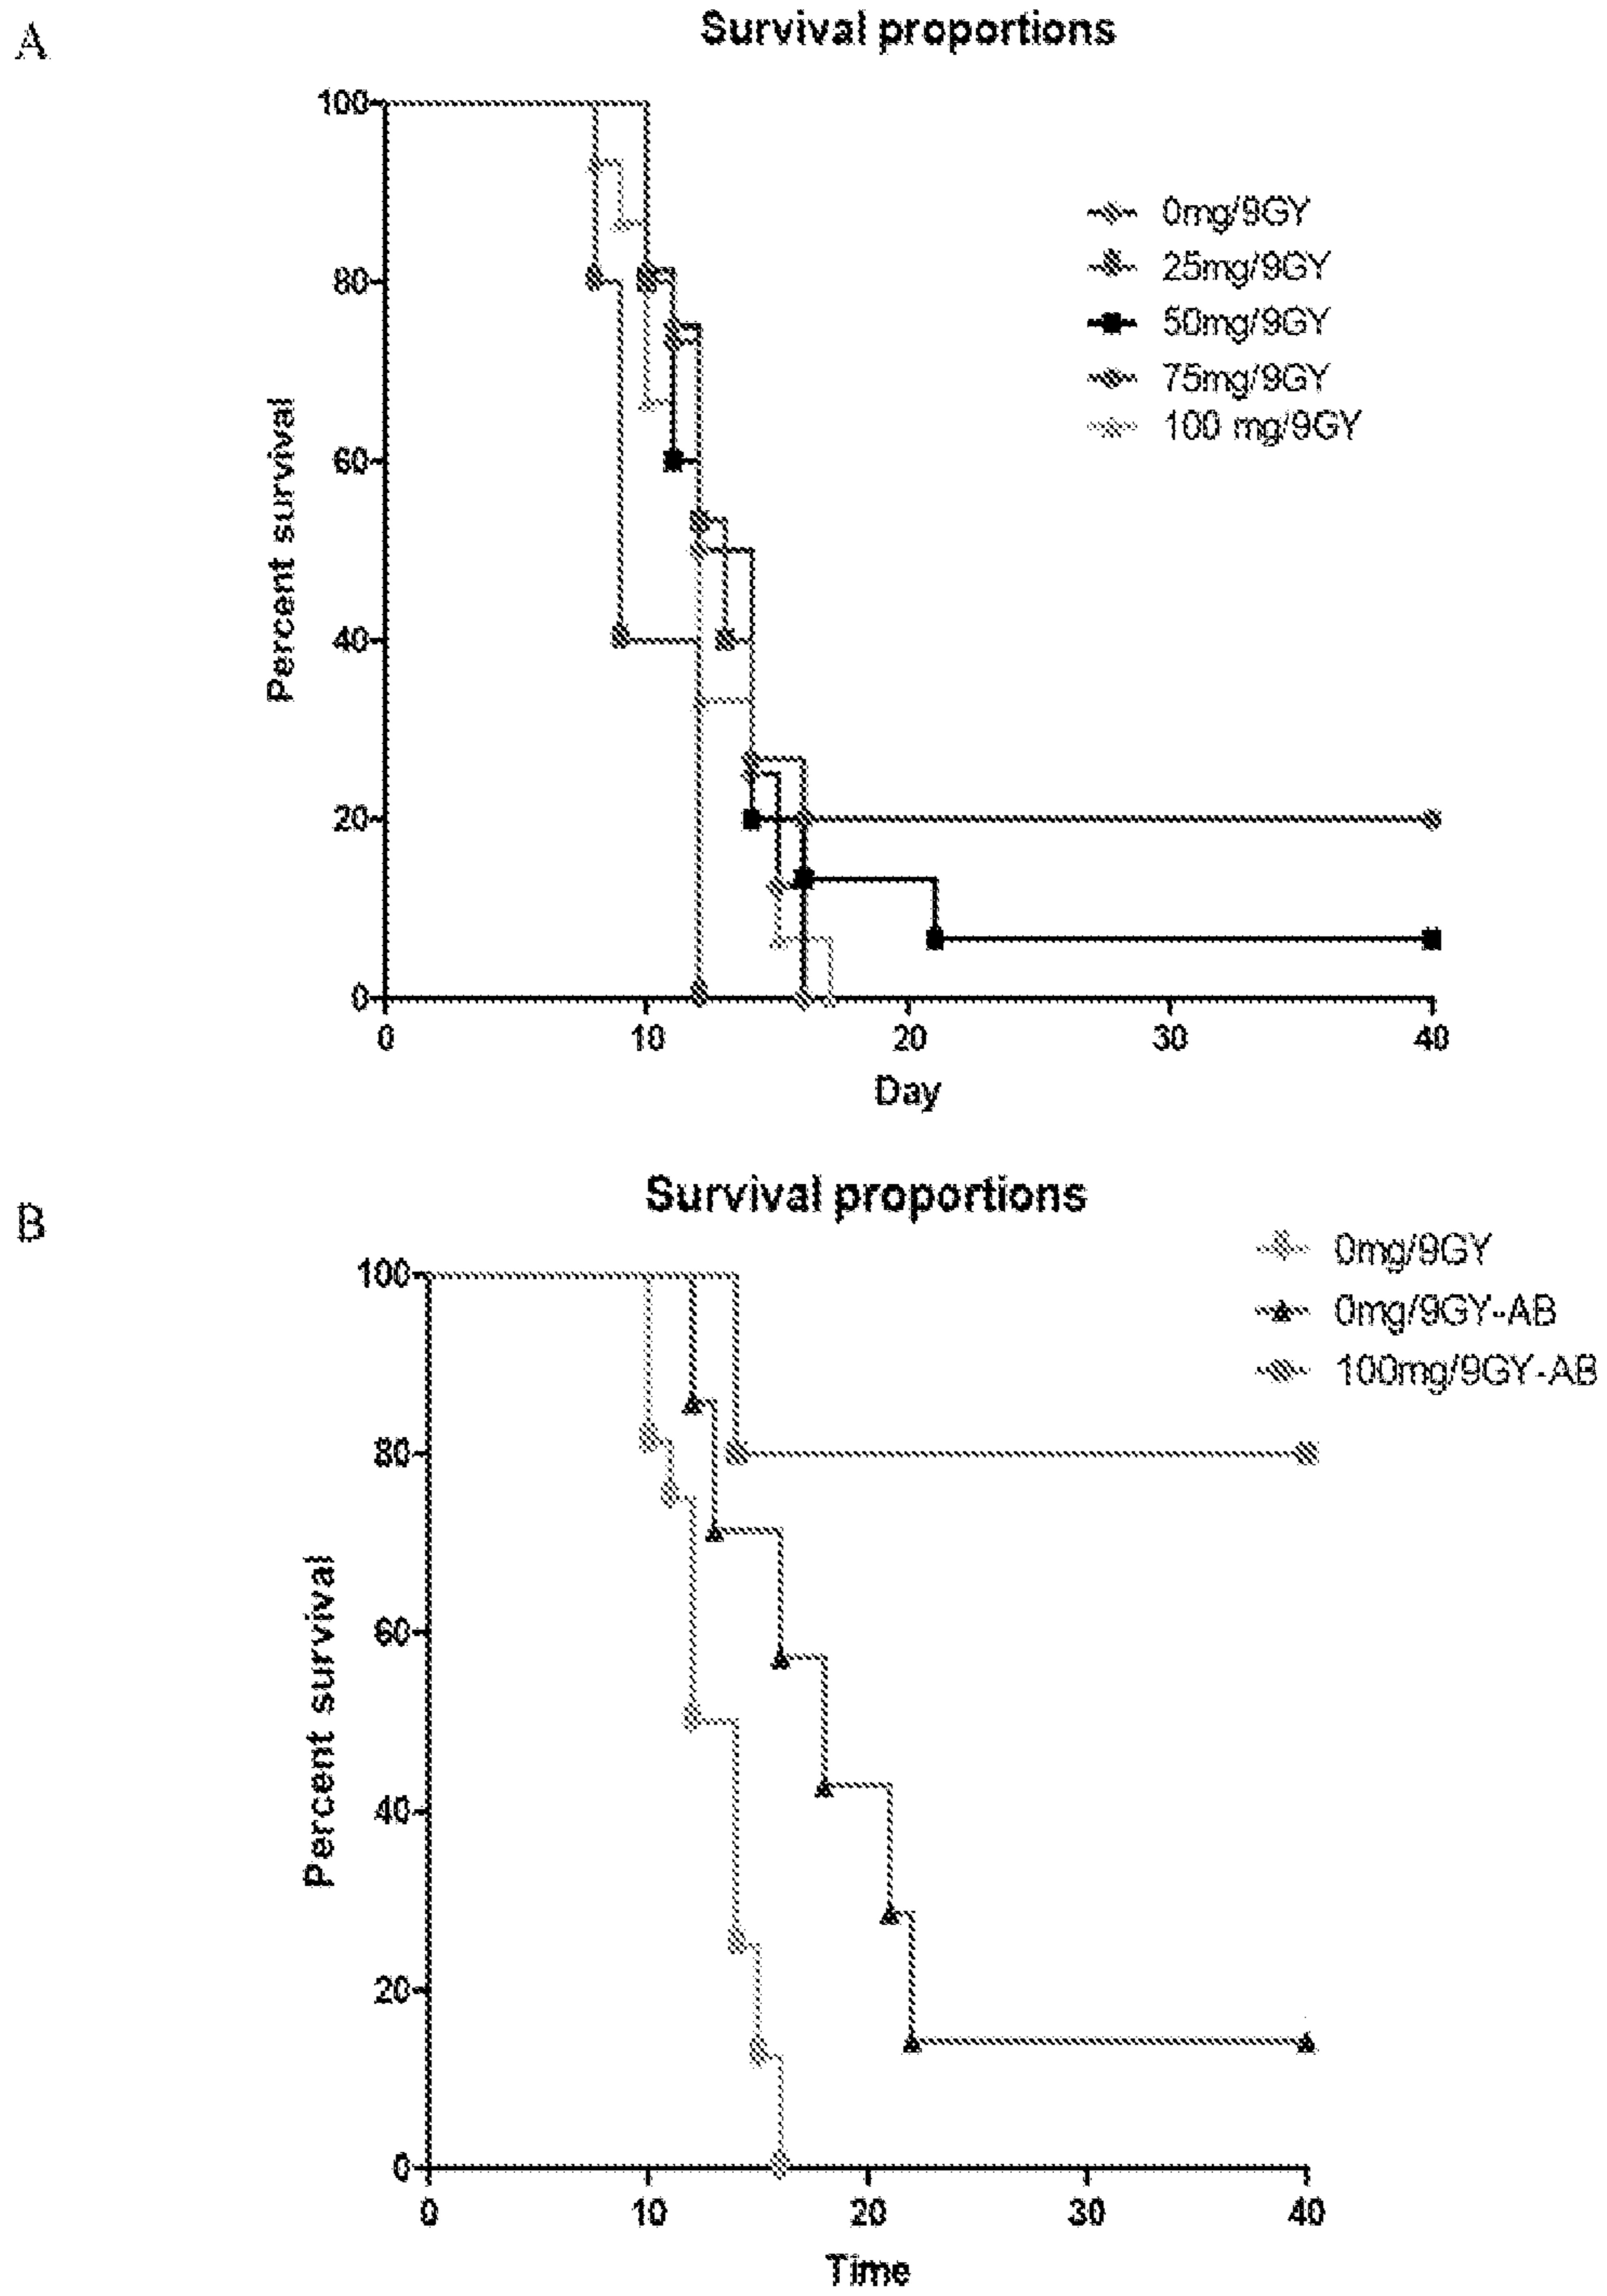 A
Survival proportions
100
80
60
40
20
0
Percent survival
0mg/9GY
25mg/9GY
50mg/9GY
75mg/9GY
100 mg/9GY
0 10 20 30 40
Day
B
Survival proportions
0mg/9GY
0mg/9GY-AB
100mg/9GY-AB
100
80
60
40
20
0
Percent survival
0 10 20 30 40
Time